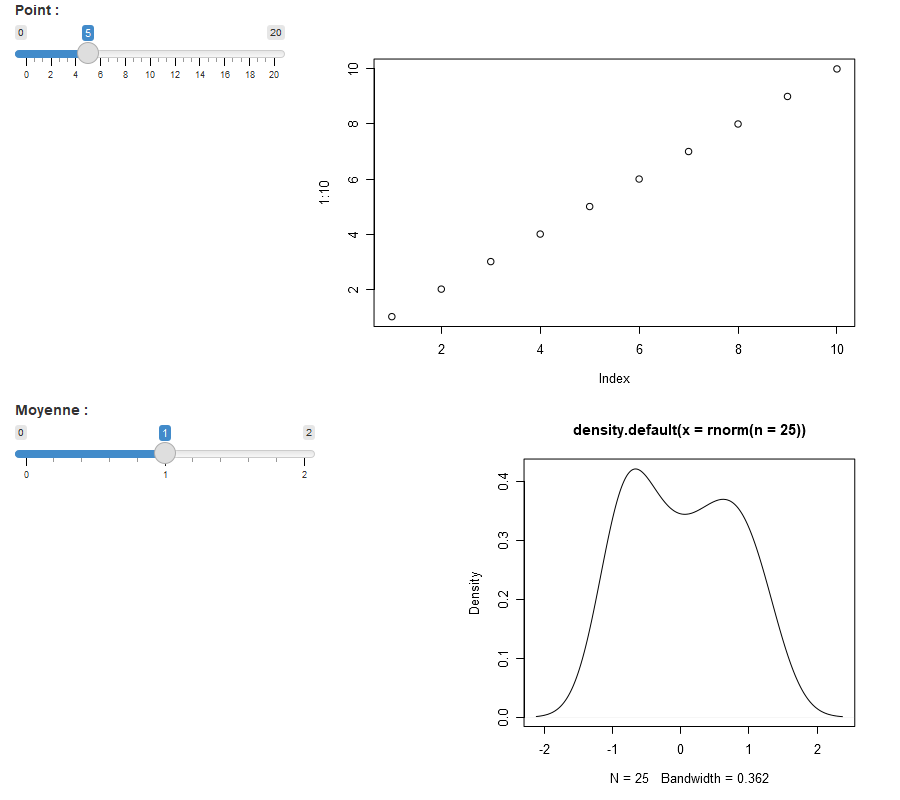 Point :
0 5 20
0 2 4 6 8 10 12 14 16 18 20
10
8
6
4
2
1:10
2 4 6 8 10
Index
Moyenne :
0 1 2
0 1 2
density.default(x = rnorm(n = 25))
0.4
0.3
0.2
0.1
0.0
Density
-2 -1 0 1 2
N = 25 Bandwidth = 0.362